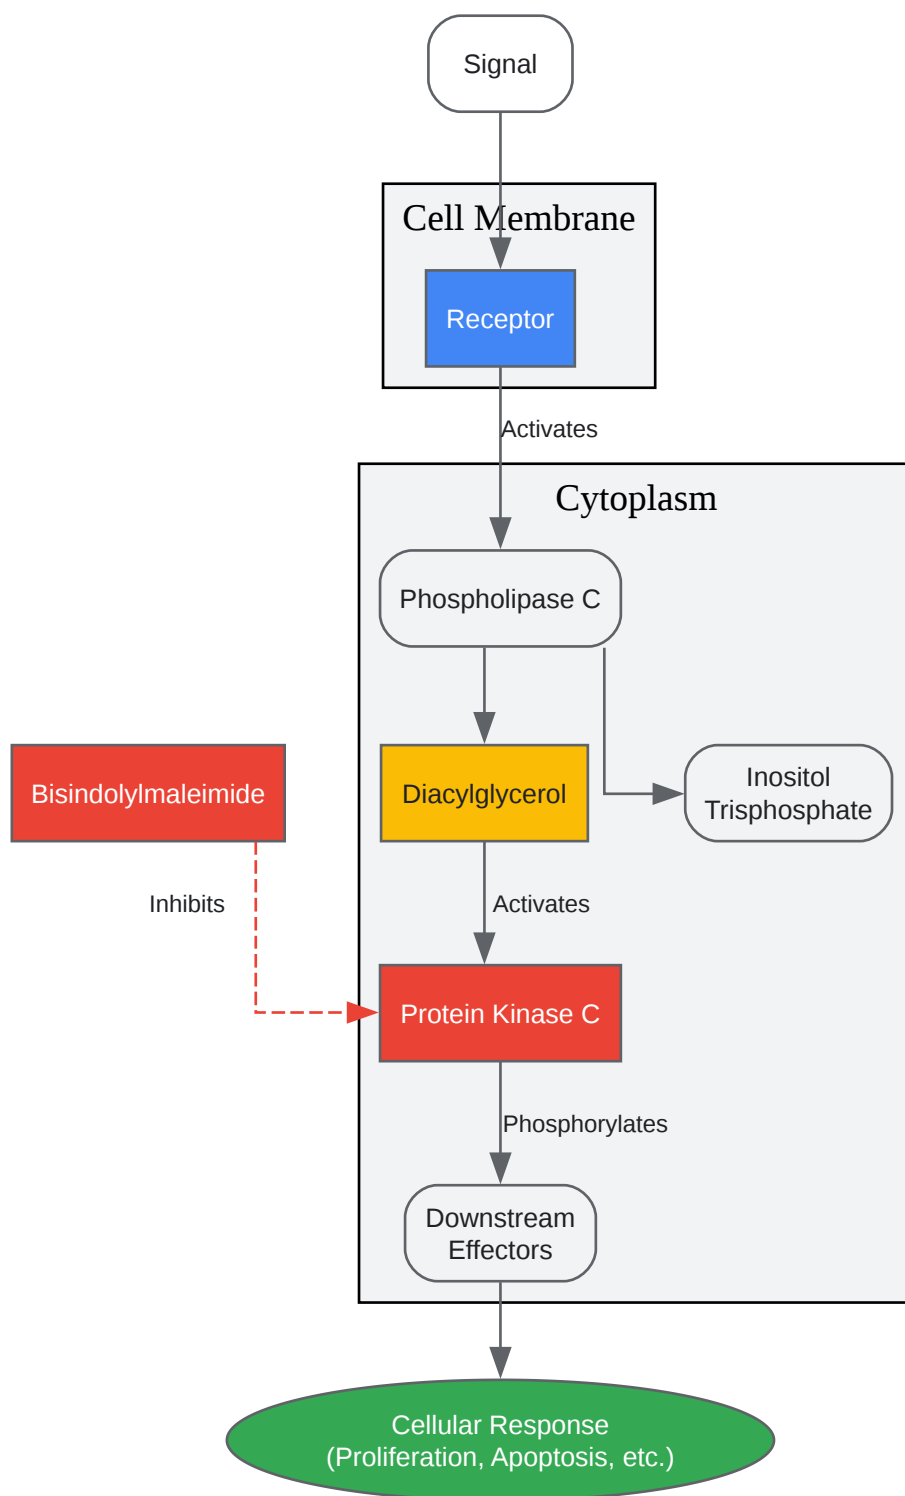 Signal
Cell Membrane
Receptor
Activates
Cytoplasm
Phospholipase C
Bisindolylmaleimide
Diacylglycerol
Inositol
Trisphosphate
Inhibits
Activates
Protein Kinase C
Phosphorylates
Downstream
Effectors
Cellular Response
(Proliferation, Apoptosis, etc.)